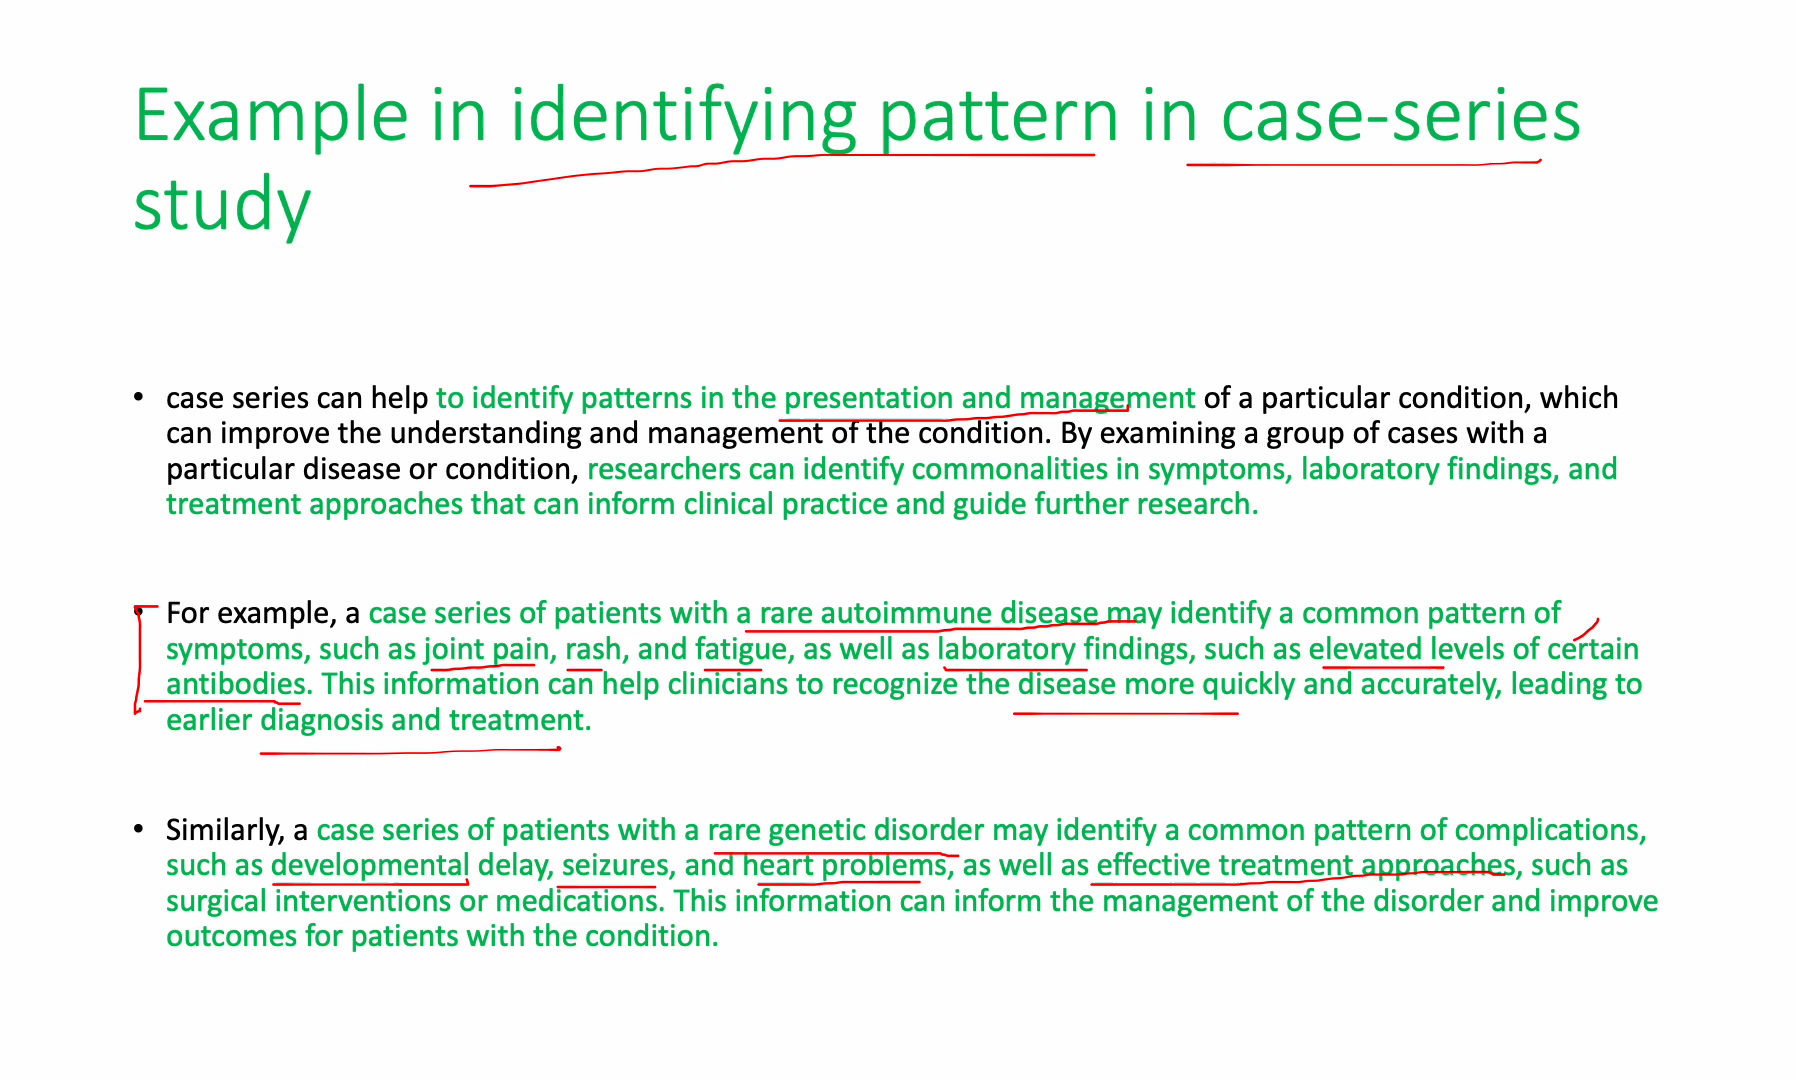 Example in identifying pattern in case-series
study
• case series can help to identify patterns in the presentation and management of a particular condition, which
can improve the understanding and management of the condition. By examining a group of cases with a
particular disease or condition, researchers can identify commonalities in symptoms, laboratory findings, and
treatment approaches that can inform clinical practice and guide further research.
• For example, a case series of patients with a rare autoimmune disease may identify a common pattern of
symptoms, such as joint pain, rash, and fatigue, as well as laboratory findings, such as elevated levels of certain
antibodies. This information can help clinicians to recognize the disease more quickly and accurately, leading to
earlier diagnosis and treatment.
• Similarly, a case series of patients with a rare genetic disorder may identify a common pattern of complications,
such as developmental delay, seizures, and heart problems, as well as effective treatment approaches, such as
surgical interventions or medications. This information can inform the management of the disorder and improve
outcomes for patients with the condition.